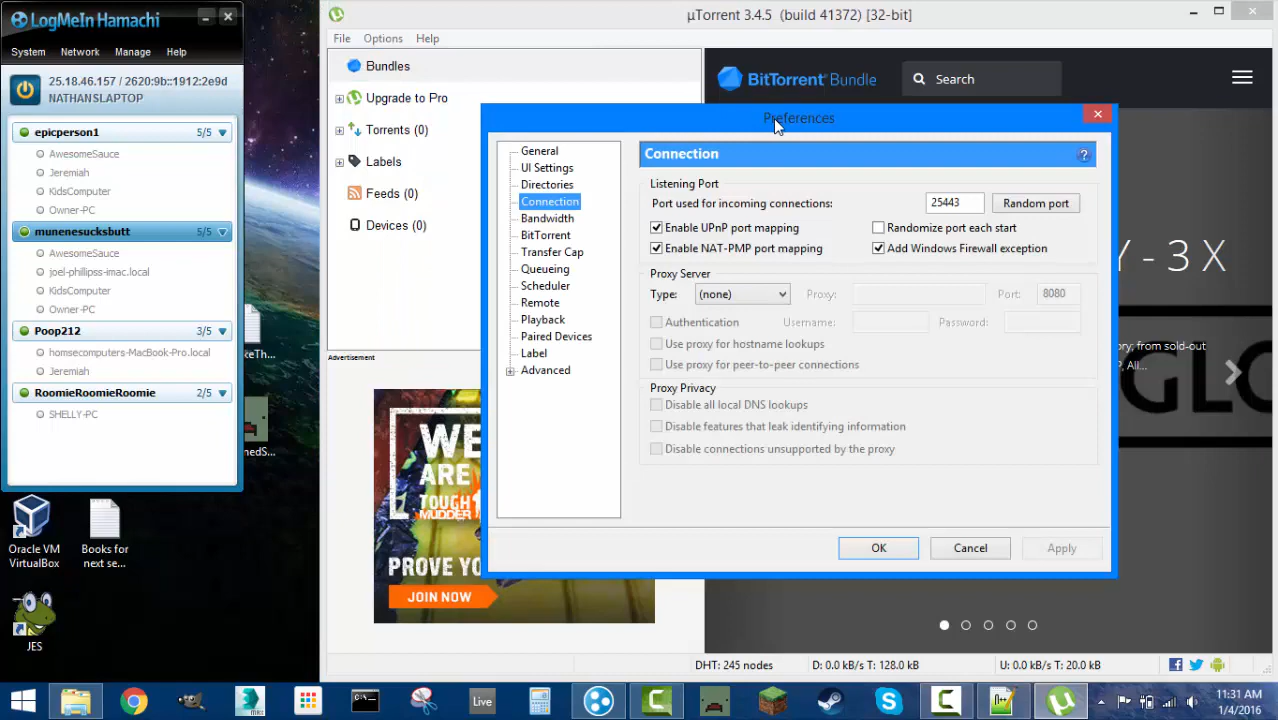 LogMeIn Hamachi
System Network Manage Help
25.18.46.157 / 2620:9b::1912:2e9d
NATHANSLAPTOP
epicperson1 5/5
AwesomeSauce
Jeremiah
KidsComputer
Owner-PC
munenesucksbutt 5/5
AwesomeSauce
joel-phillipss-imac.local
KidsComputer
Owner-PC
Poop212 3/5
homsecomputers-MacBook-Pro.local
Jeremiah
RoomieRoomieRoomie 2/5
SHELLY-PC
Oracle VM
VirtualBox
Books for
next se...
JES
µTorrent 3.4.5 (build 41372) [32-bit]
File Options Help
Bundles
Upgrade to Pro
Torrents (0)
Labels
Feeds (0)
Devices (0)
Advertisement
WE
ARE
TOUGH
MUDDER
PROVE YO
JOIN NOW
BitTorrent Bundle
Search
Y - 3 X
ory; from sold-out
, All...
GLO
Preferences
General
UI Settings
Directories
Connection
Bandwidth
BitTorrent
Transfer Cap
Queueing
Scheduler
Remote
Playback
Paired Devices
Label
Advanced
Connection
?
Listening Port
Port used for incoming connections: 25443 Random port
Enable UPnP port mapping Randomize port each start
Enable NAT-PMP port mapping Add Windows Firewall exception
Proxy Server
Type: (none) Proxy: Port: 8080
Authentication Username: Password:
Use proxy for hostname lookups
Use proxy for peer-to-peer connections
Proxy Privacy
Disable all local DNS lookups
Disable features that leak identifying information
Disable connections unsupported by the proxy
OK Cancel Apply
DHT: 245 nodes D: 0.0 kB/s T: 128.0 kB U: 0.0 kB/s T: 20.0 kB
Live
11:31 AM
1/4/2016